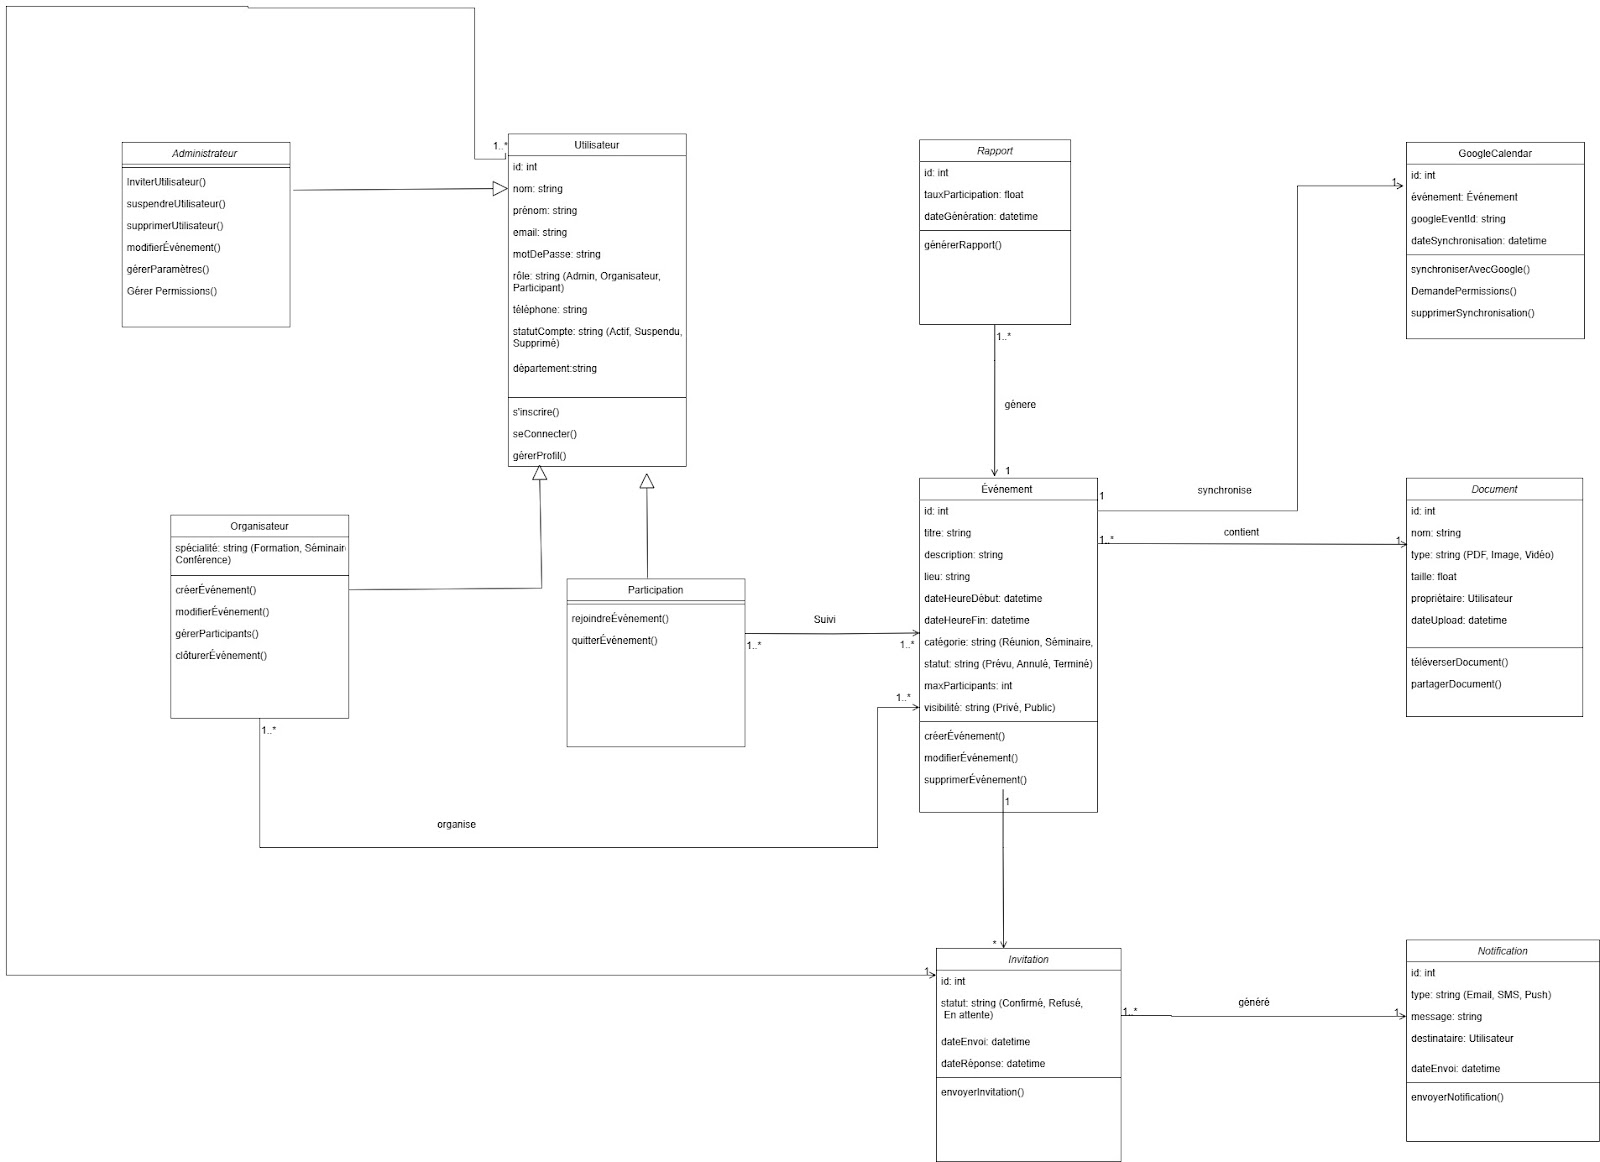 1..*
Administrateur
InviterUtilisateur()
suspendreUtilisateur()
supprimerUtilisateur()
modifierÉvénement()
gérerParamètres()
Gérer Permissions()
Utilisateur
id: int
nom: string
prénom: string
email: string
motDePasse: string
rôle: string (Admin, Organisateur,
Participant)
téléphone: string
statutCompte: string (Actif, Suspendu,
Supprimé)
département:string
s'inscrire()
seConnecter()
gérerProfil()
Rapport
id: int
tauxParticipation: float
dateGénération: datetime
générerRapport()
1..*
génere
1
GoogleCalendar
id: int
événement: Événement
googleEventId: string
dateSynchronisation: datetime
synchroniserAvecGoogle()
DemandePermissions()
supprimerSynchronisation()
1
Organisateur
spécialité: string (Formation, Séminair
Conférence)
créerÉvénement()
modifierÉvénement()
gérerParticipants()
clôturerÉvénement()
1..*
organise
1..*
Participation
rejoindreÉvénement()
quitterÉvénement()
1..*
Suivi
1..*
Événement
id: int
titre: string
description: string
lieu: string
dateHeureDébut: datetime
dateHeureFin: datetime
catégorie: string (Réunion, Séminaire,
statut: string (Prévu, Annulé, Terminé)
maxParticipants: int
visibilité: string (Privé, Public)
créerÉvénement()
modifierÉvénement()
supprimerÉvénement()
1
synchronise
1..*
contient
1
Document
id: int
nom: string
type: string (PDF, Image, Vidéo)
taille: float
propriétaire: Utilisateur
dateUpload: datetime
téléverserDocument()
partagerDocument()
1
*
1
Invitation
id: int
statut: string (Confirmé, Refusé,
En attente)
dateEnvoi: datetime
dateRéponse: datetime
envoyerInvitation()
1..*
généré
1
Notification
id: int
type: string (Email, SMS, Push)
message: string
destinataire: Utilisateur
dateEnvoi: datetime
envoyerNotification()